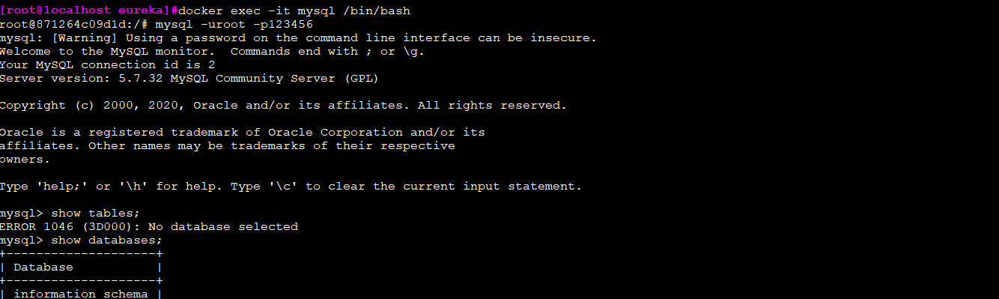 [root@localhost eureka]#docker exec -it mysql /bin/bash
root@871264c09d1d:/# mysql -uroot -p123456
mysql: [Warning] Using a password on the command line interface can be insecure.
Welcome to the MySQL monitor.  Commands end with ; or \g.
Your MySQL connection id is 2
Server version: 5.7.32 MySQL Community Server (GPL)

Copyright (c) 2000, 2020, Oracle and/or its affiliates. All rights reserved.

Oracle is a registered trademark of Oracle Corporation and/or its
affiliates. Other names may be trademarks of their respective
owners.

Type 'help;' or '\h' for help. Type '\c' to clear the current input statement.

mysql> show tables;
ERROR 1046 (3D000): No database selected
mysql> show databases;
+--------------------+
| Database           |
+--------------------+
| information_schema |